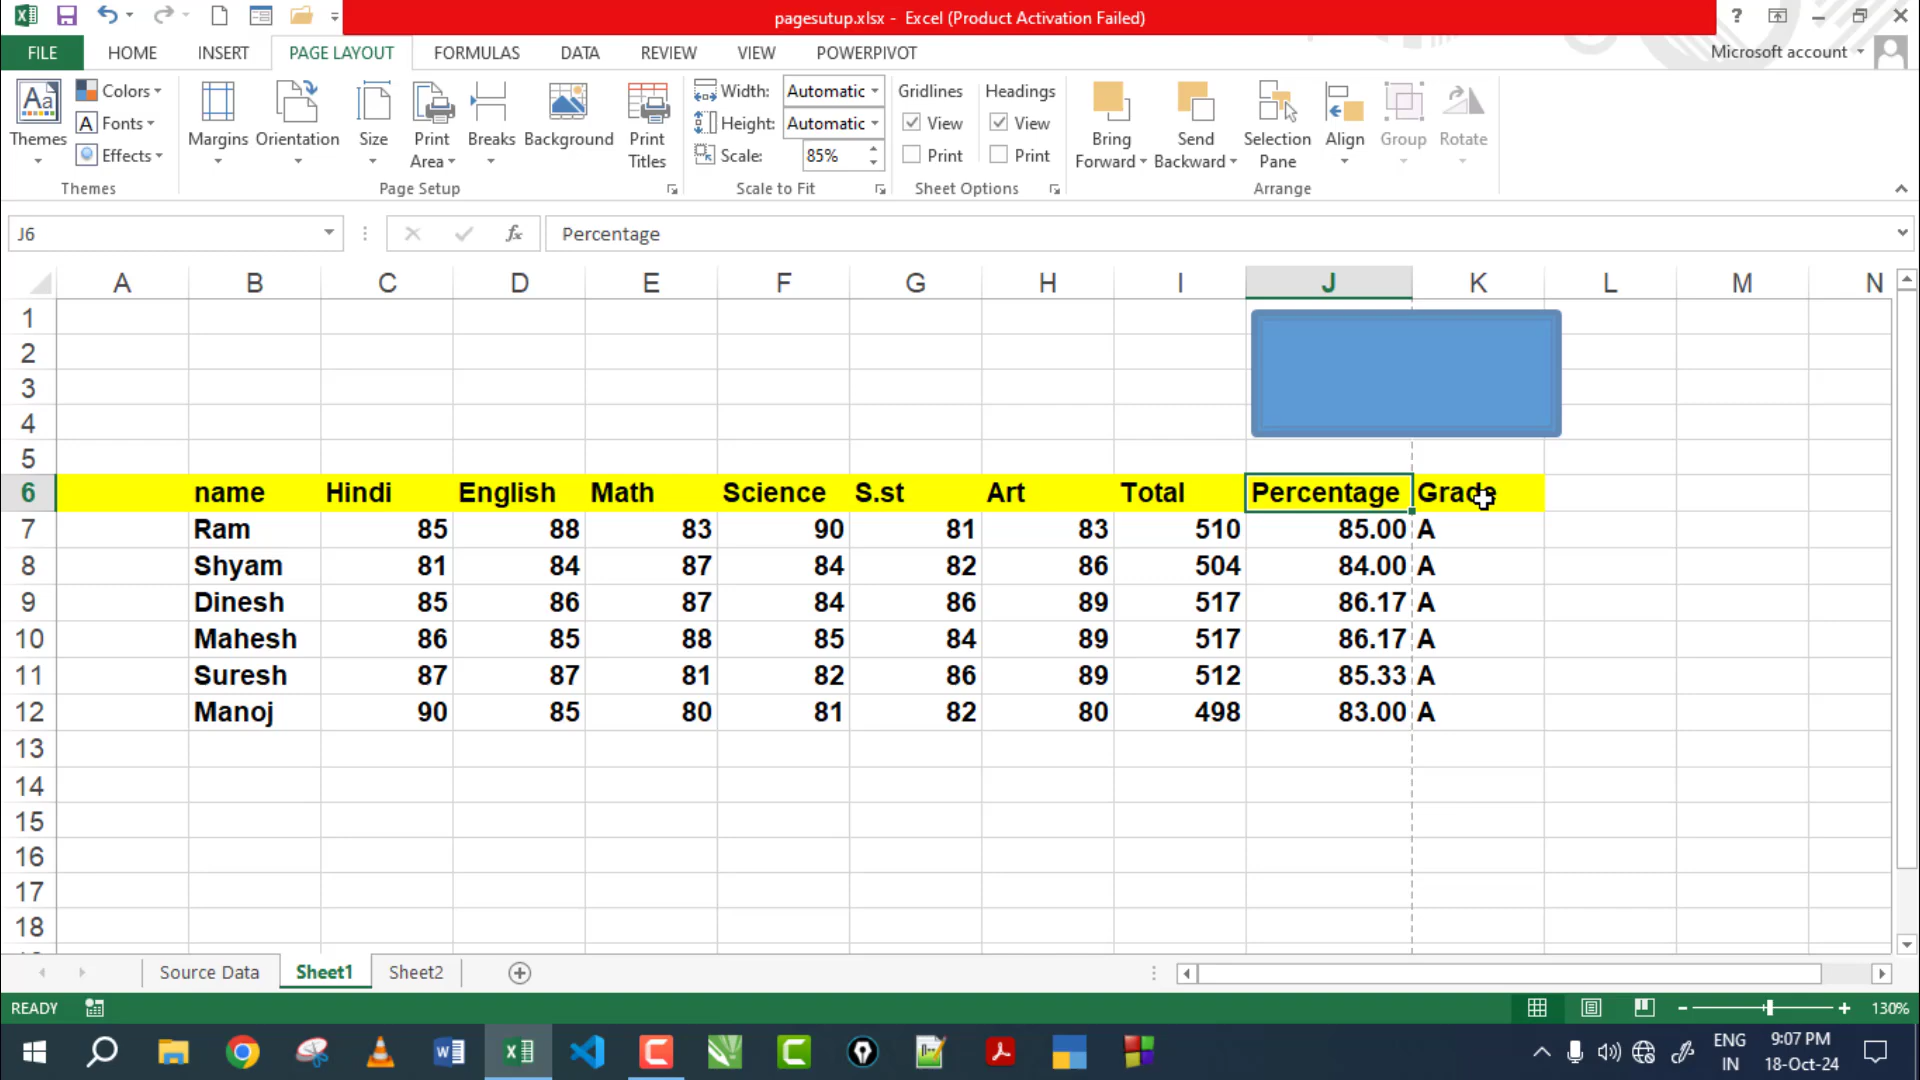 pagesutup.xlsx - Excel (Product Activation Failed)
?
FILE HOME INSERT PAGE LAYOUT FORMULAS DATA REVIEW VIEW POWERPIVOT Microsoft account
Aa Themes
Colors
A Fonts
Effects
Themes
Margins Orientation Size Print Area Breaks Background Print Titles
Page Setup
Width: Automatic
Height: Automatic
Scale: 85%
Scale to Fit
Gridlines Headings
View View
Print Print
Sheet Options
Bring Forward Send Backward Selection Pane Align Group Rotate
Arrange
J6 fx Percentage
A B C D E F G H I J K L M N
1
2
3
4
5
6 name Hindi English Math Science S.st Art Total Percentage Grade
7 Ram 85 88 83 90 81 83 510 85.00 A
8 Shyam 81 84 87 84 82 86 504 84.00 A
9 Dinesh 85 86 87 84 86 89 517 86.17 A
10 Mahesh 86 85 88 85 84 89 517 86.17 A
11 Suresh 87 87 81 82 86 89 512 85.33 A
12 Manoj 90 85 80 81 82 80 498 83.00 A
13
14
15
16
17
18
Source Data Sheet1 Sheet2
READY 130%
ENG 9:07 PM
IN 18-Oct-24